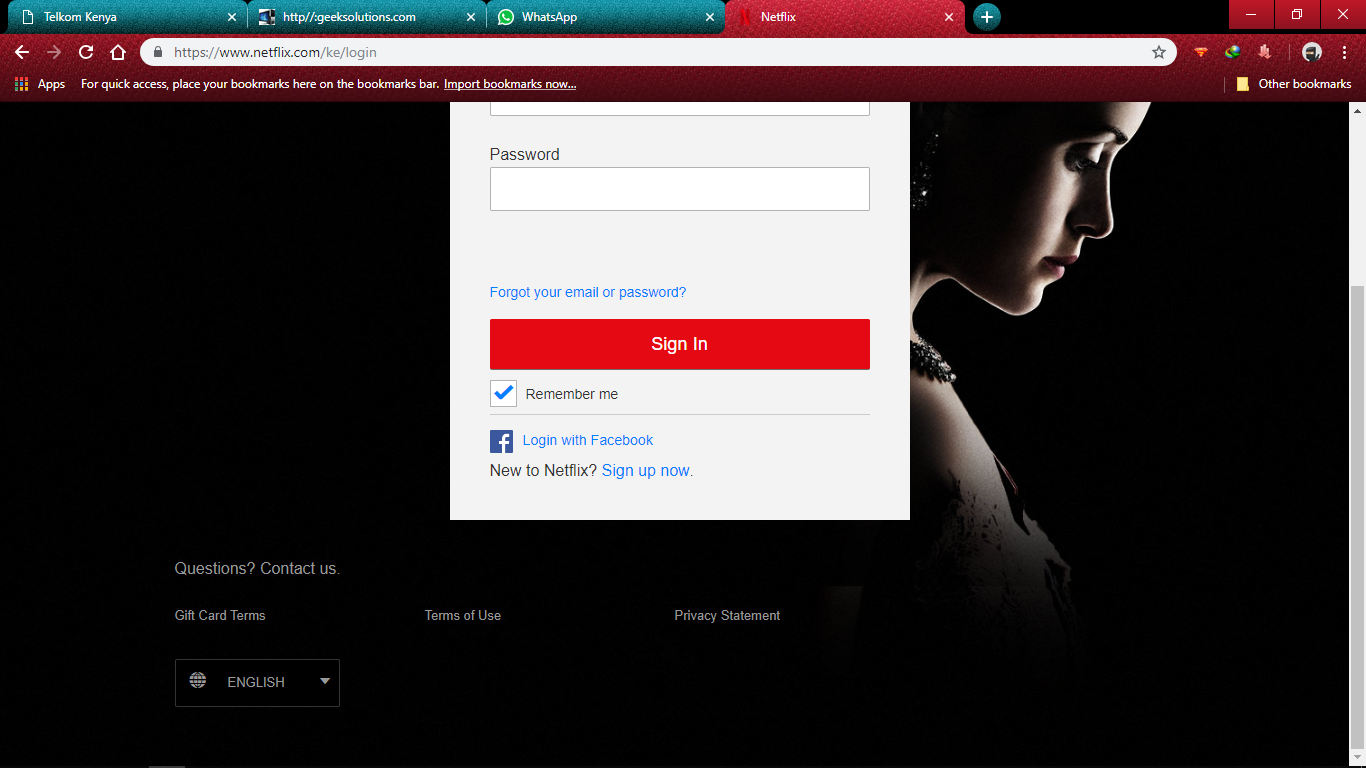 Telkom Kenya
http//:geeksolutions.com
WhatsApp
Netflix
https://www.netflix.com/ke/login
Apps
For quick access, place your bookmarks here on the bookmarks bar. Import bookmarks now...
Other bookmarks
Password
Forgot your email or password?
Sign In
Remember me
Login with Facebook
New to Netflix? Sign up now.
Questions? Contact us.
Gift Card Terms
Terms of Use
Privacy Statement
ENGLISH